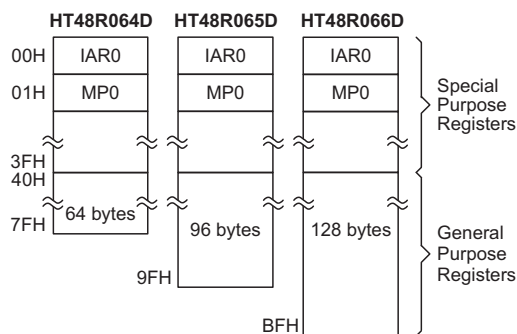 HT48R064D HT48R065D HT48R066D
00H IAR0 IAR0 IAR0
01H MP0 MP0 MP0
Special
Purpose
Registers
3FH
40H
64 bytes 96 bytes 128 bytes
7FH
General
Purpose
Registers
9FH
BFH